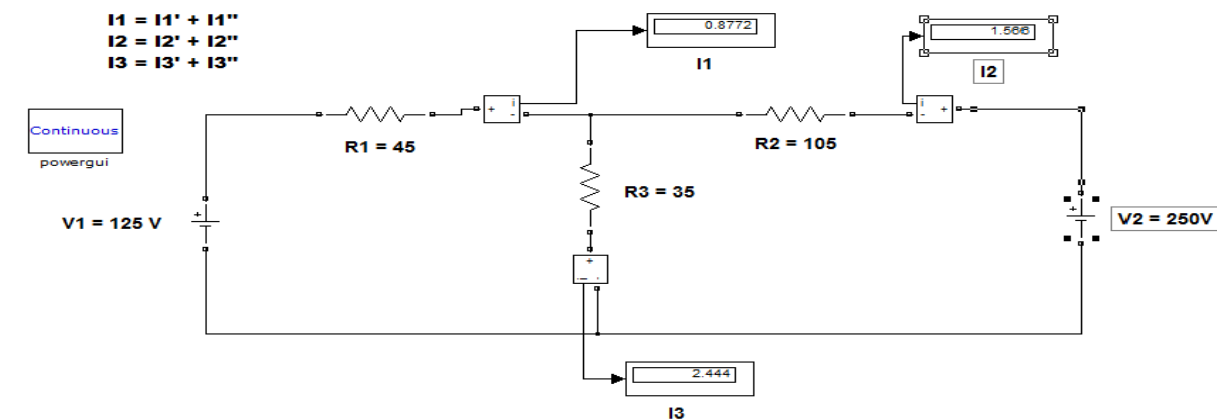 I1 = I1' + I1"
I2 = I2' + I2"
I3 = I3' + I3"
0.8772
I1
1.566
I2
Continuous
powergui
R1 = 45
i
+
-
R2 = 105
i
+
-
R3 = 35
V1 = 125 V
+
V2 = 250V
+
+
i
-
2.444
I3